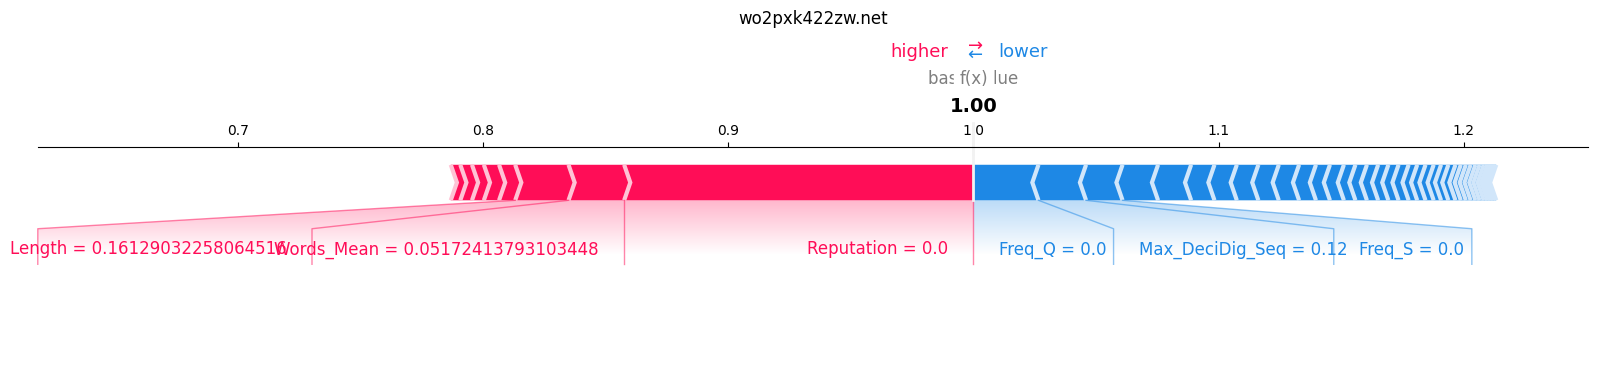 wo2pxk422zw.net
higher ⇄ lower
bas f(x) lue
1.00
0.7 0.8 0.9 1.0 1.1 1.2
Length = 0.16129032258064516 Words_Mean = 0.05172413793103448 Reputation = 0.0 Freq_Q = 0.0 Max_DeciDig_Seq = 0.12 Freq_S = 0.0